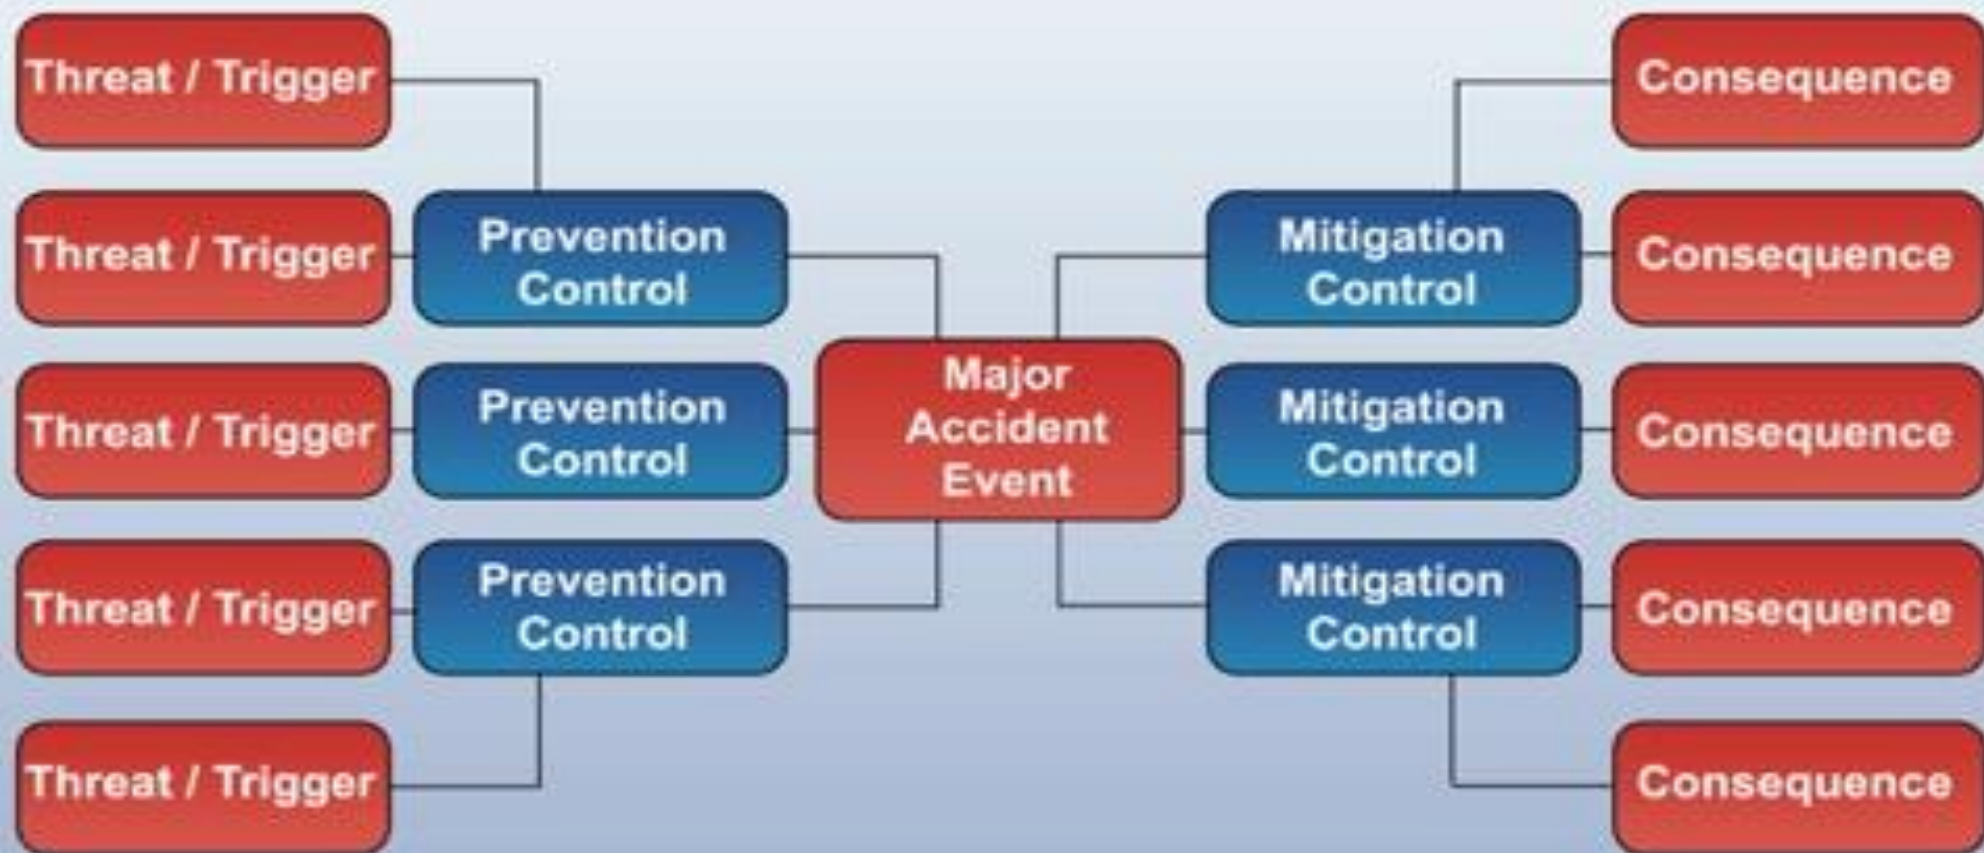 Threat / Trigger
Consequence
Threat / Trigger
Prevention
Control
Mitigation
Control
Consequence
Threat / Trigger
Prevention
Control
Major
Accident
Event
Mitigation
Control
Consequence
Threat / Trigger
Prevention
Control
Mitigation
Control
Consequence
Threat / Trigger
Consequence